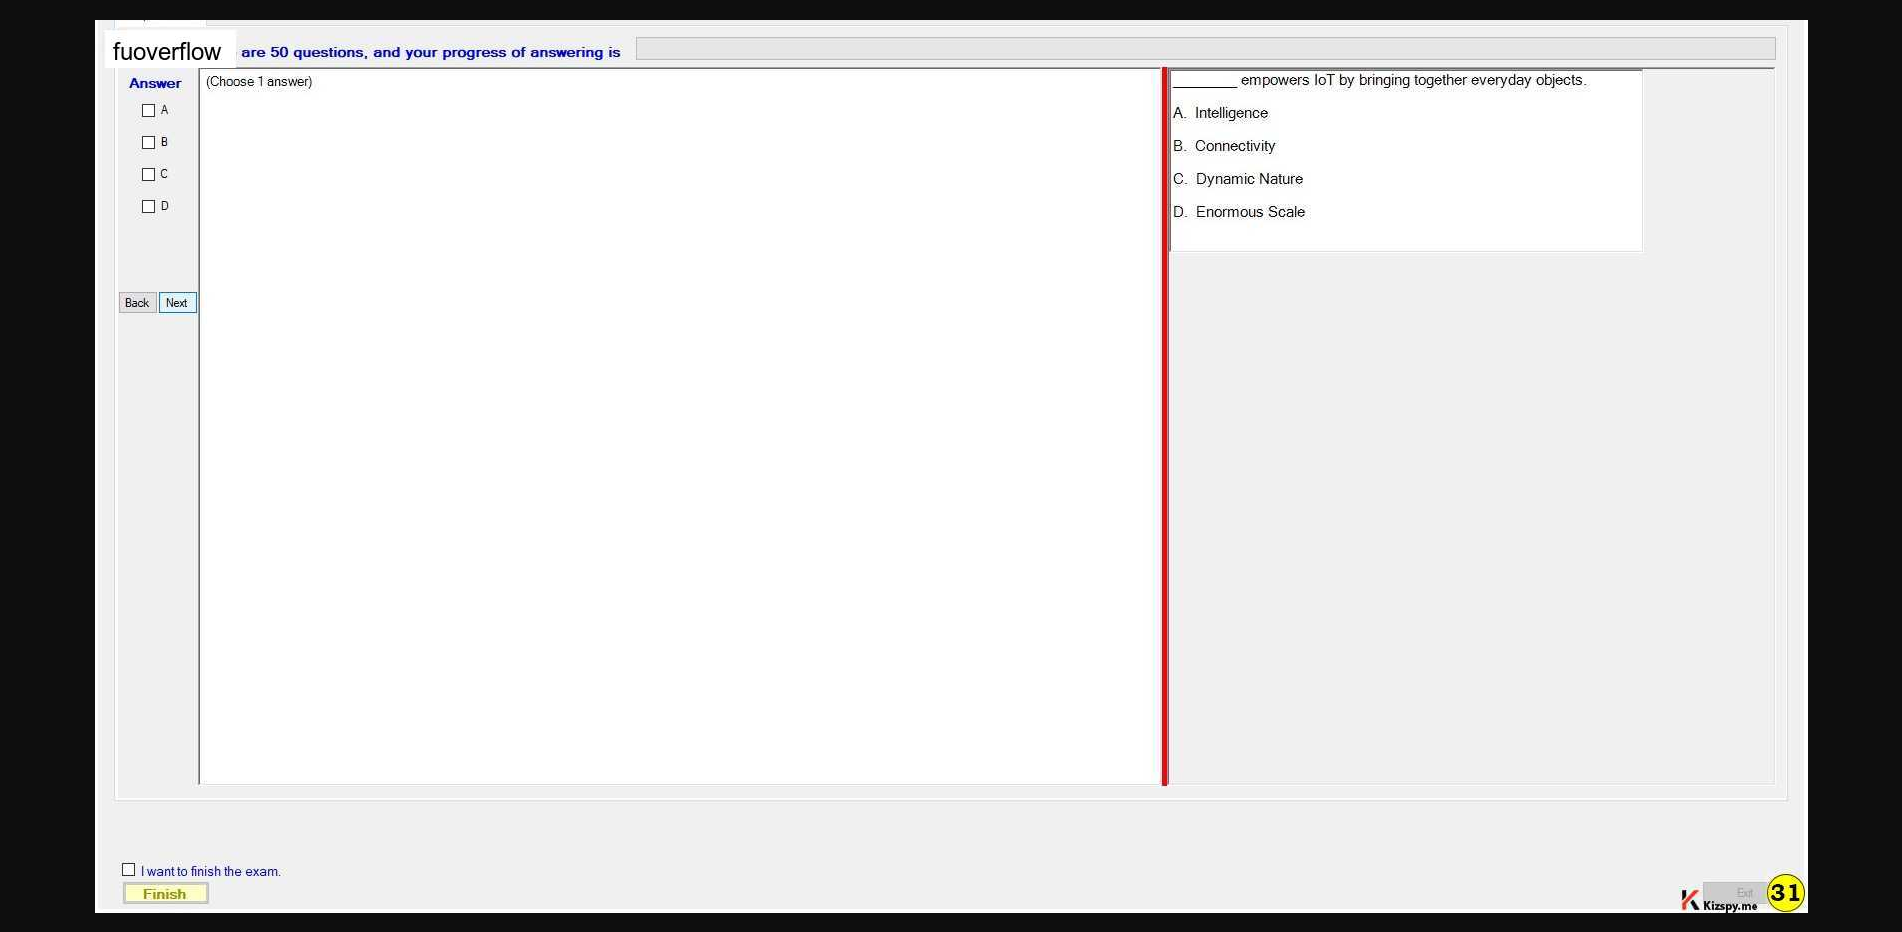 fuoverflow are 50 questions, and your progress of answering is
Answer
(Choose 1 answer)
A
B
C
D
Back Next
________ empowers IoT by bringing together everyday objects.
A. Intelligence
B. Connectivity
C. Dynamic Nature
D. Enormous Scale
I want to finish the exam.
Finish
Exit
Kizspy.me
31